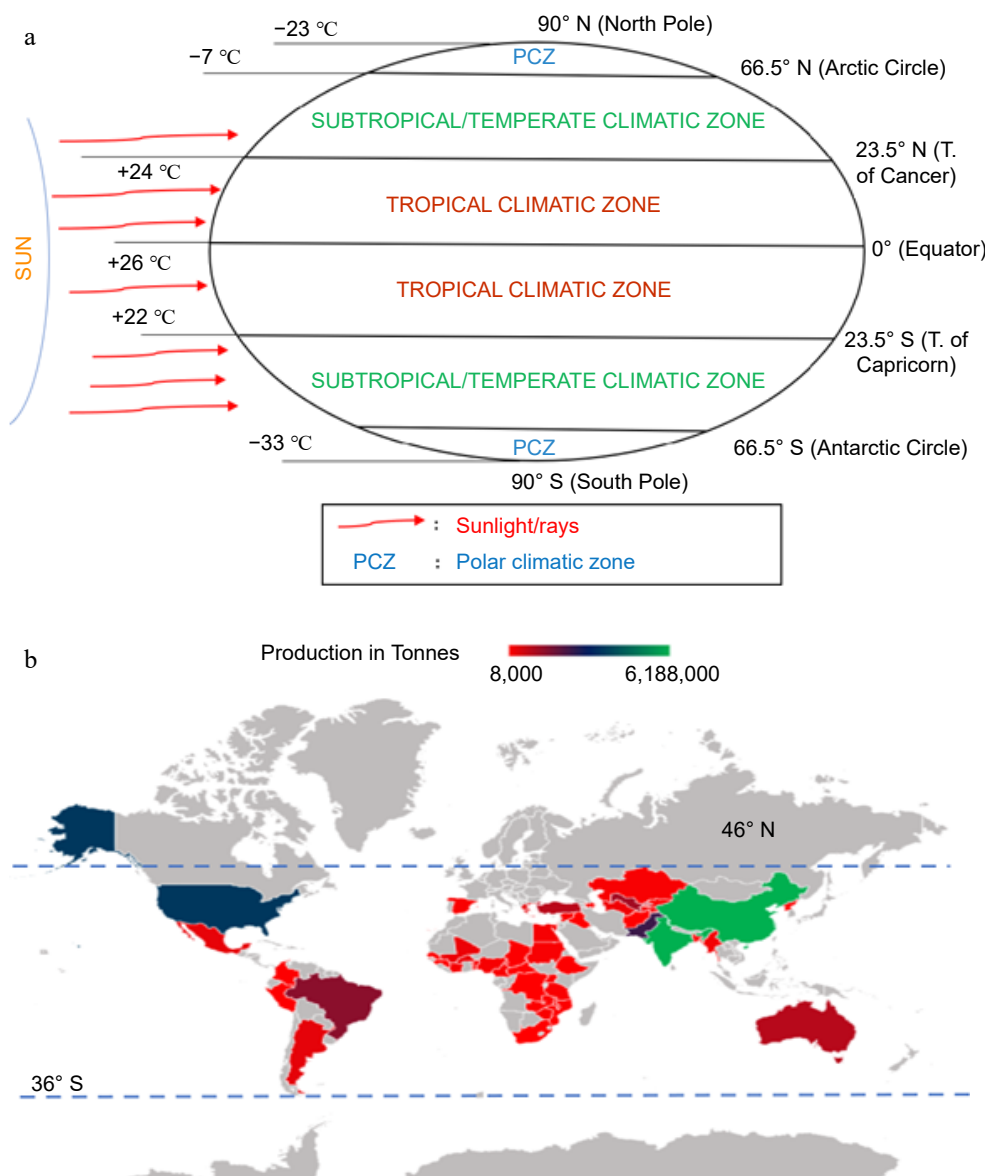 a
−23 ℃
90° N (North Pole)
−7 ℃
PCZ
66.5° N (Arctic Circle)
SUBTROPICAL/TEMPERATE CLIMATIC ZONE
23.5° N (T.
of Cancer)
+24 ℃
TROPICAL CLIMATIC ZONE
SUN
0° (Equator)
+26 ℃
TROPICAL CLIMATIC ZONE
+22 ℃
23.5° S (T. of
Capricorn)
SUBTROPICAL/TEMPERATE CLIMATIC ZONE
−33 ℃
PCZ
66.5° S (Antarctic Circle)
90° S (South Pole)
: Sunlight/rays
PCZ : Polar climatic zone
b
Production in Tonnes
8,000 6,188,000
46° N
36° S